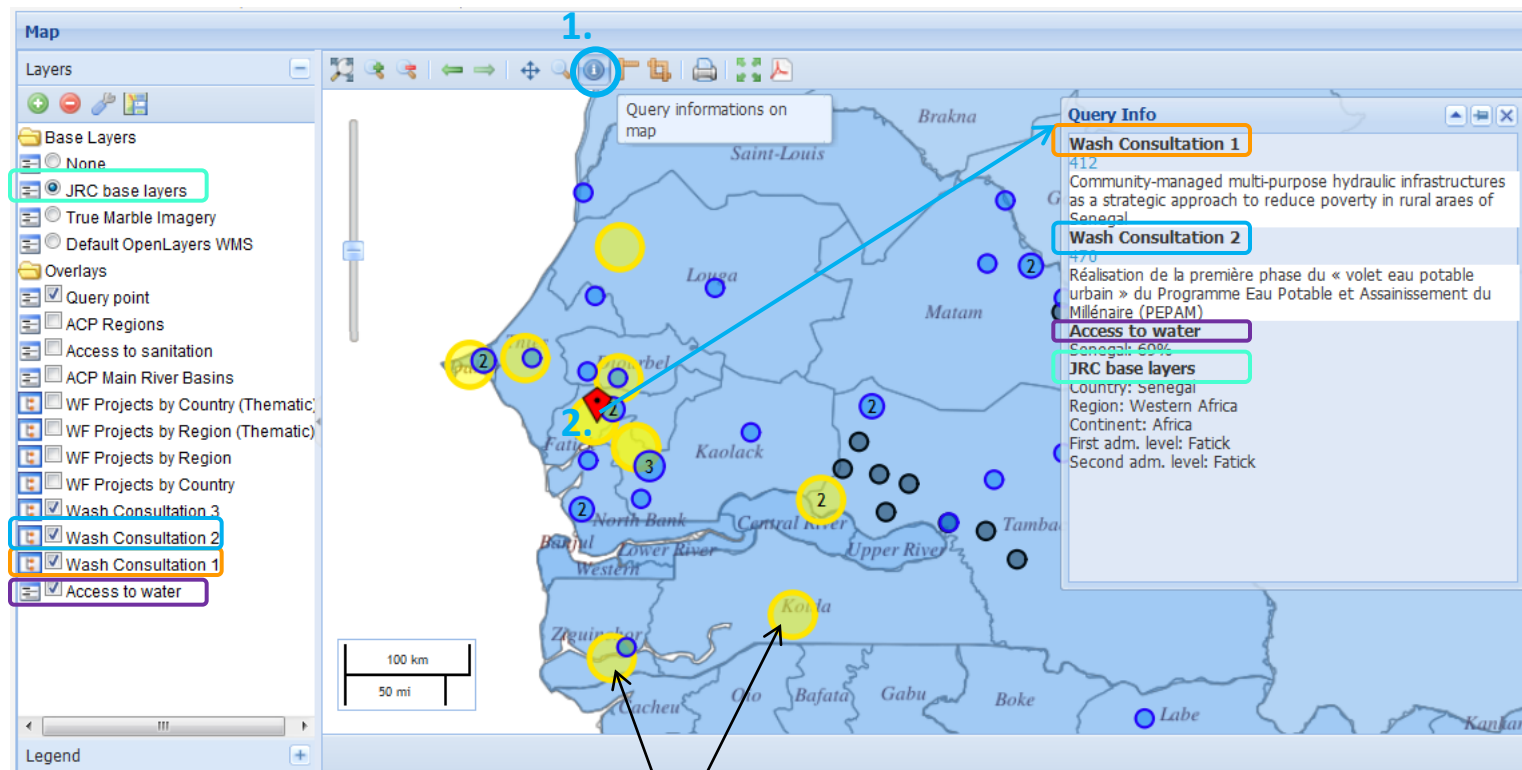 Map
1.
Layers
Base Layers
None
JRC base layers
True Marble Imagery
Default OpenLayers WMS
Overlays
Query point
ACP Regions
Access to sanitation
ACP Main River Basins
WF Projects by Country (Thematic)
WF Projects by Region (Thematic)
WF Projects by Region
WF Projects by Country
Wash Consultation 3
Wash Consultation 2
Wash Consultation 1
Access to water
Legend
Query informations on
map
Brakna
Saint-Louis
Louga
Matam
2
Thies
2
Diourbel
2
2.
2
Fatick
Kaolack
3
2
2
North Bank
Central River
Tambac
Banjul
Lower River
Upper River
Western
Kolda
Ziguinchor
100 km
50 mi
Cacheu
Oio
Bafata
Gabu
Boke
Labe
Kankan
Query Info
Wash Consultation 1
412
Community-managed multi-purpose hydraulic infrastructures
as a strategic approach to reduce poverty in rural araes of
Senegal
Wash Consultation 2
470
Réalisation de la première phase du « volet eau potable
urbain » du Programme Eau Potable et Assainissement du
Millénaire (PEPAM)
Access to water
Senegal: 69%
JRC base layers
Country: Senegal
Region: Western Africa
Continent: Africa
First adm. level: Fatick
Second adm. level: Fatick